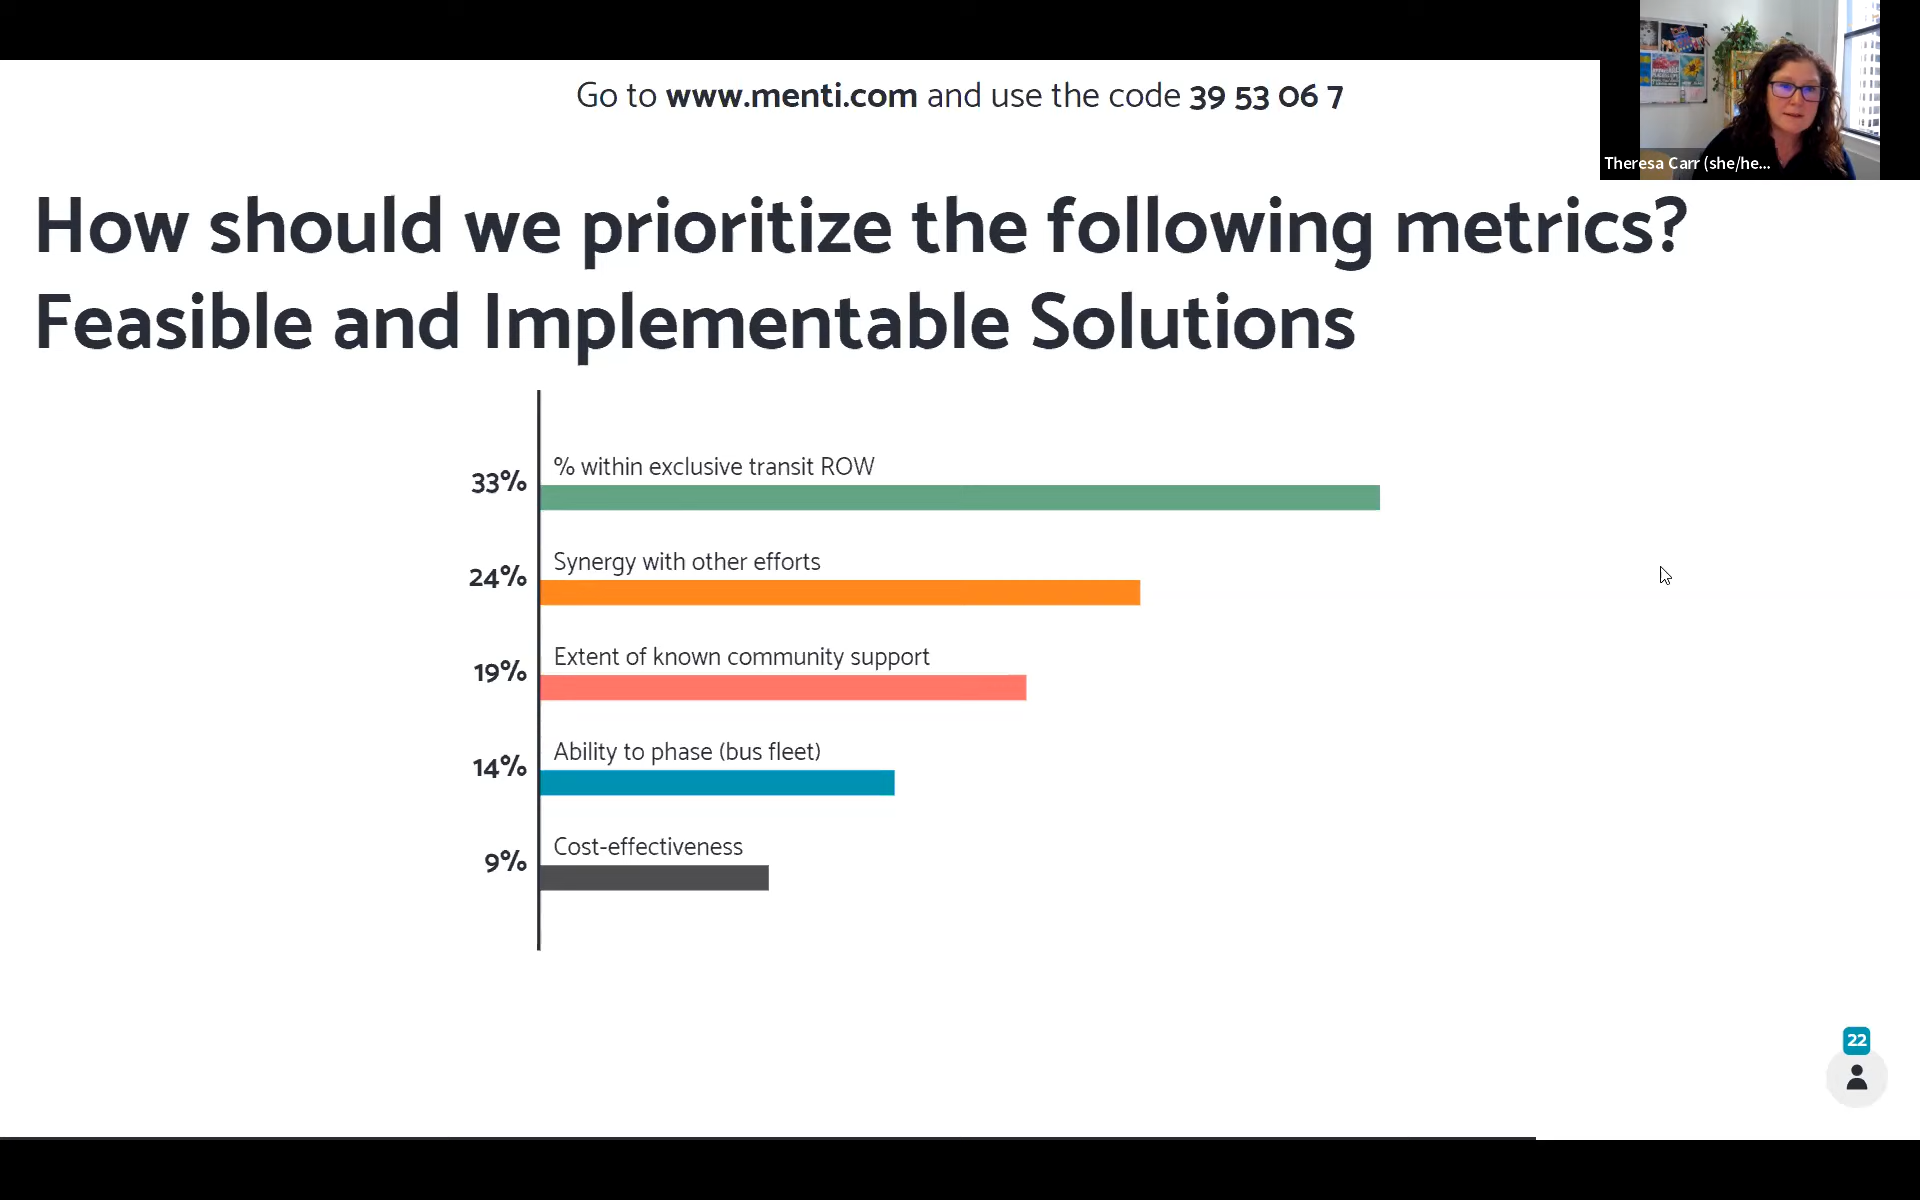 Go to www.menti.com and use the code 39 53 06 7
Theresa Carr (she/he...
How should we prioritize the following metrics?
Feasible and Implementable Solutions
33%
% within exclusive transit ROW
24%
Synergy with other efforts
19%
Extent of known community support
14%
Ability to phase (bus fleet)
9%
Cost-effectiveness
22